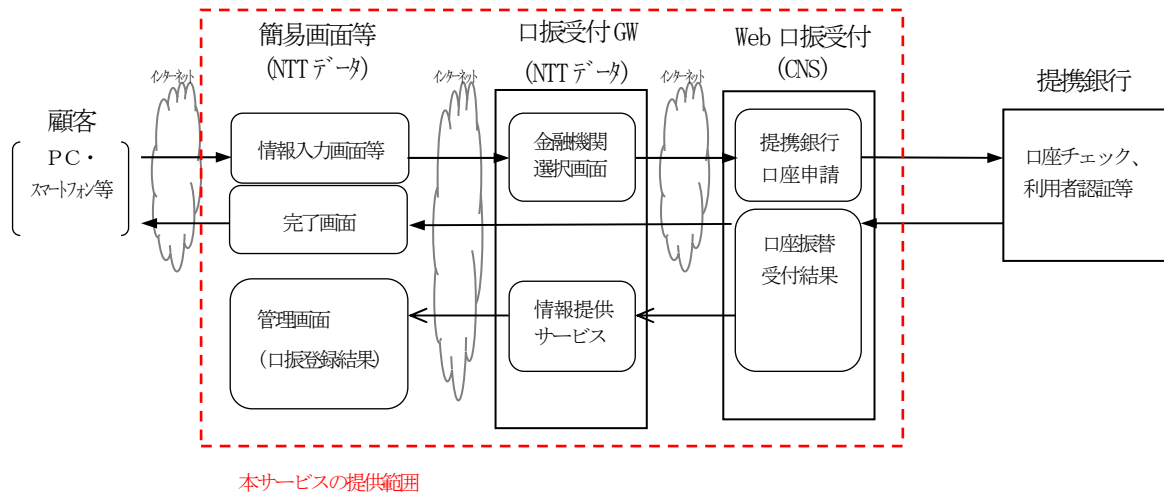 簡易画面等
(NTTデータ)
口振受付GW
(NTTデータ)
Web口振受付
(CNS)
提携銀行
インターネット
インターネット
インターネット
顧客
PC・
スマートフォン等
情報入力画面等
金融機関
選択画面
提携銀行
口座申請
口座チェック、
利用者認証等
完了画面
口座振替
受付結果
管理画面
(口振登録結果)
情報提供
サービス
本サービスの提供範囲